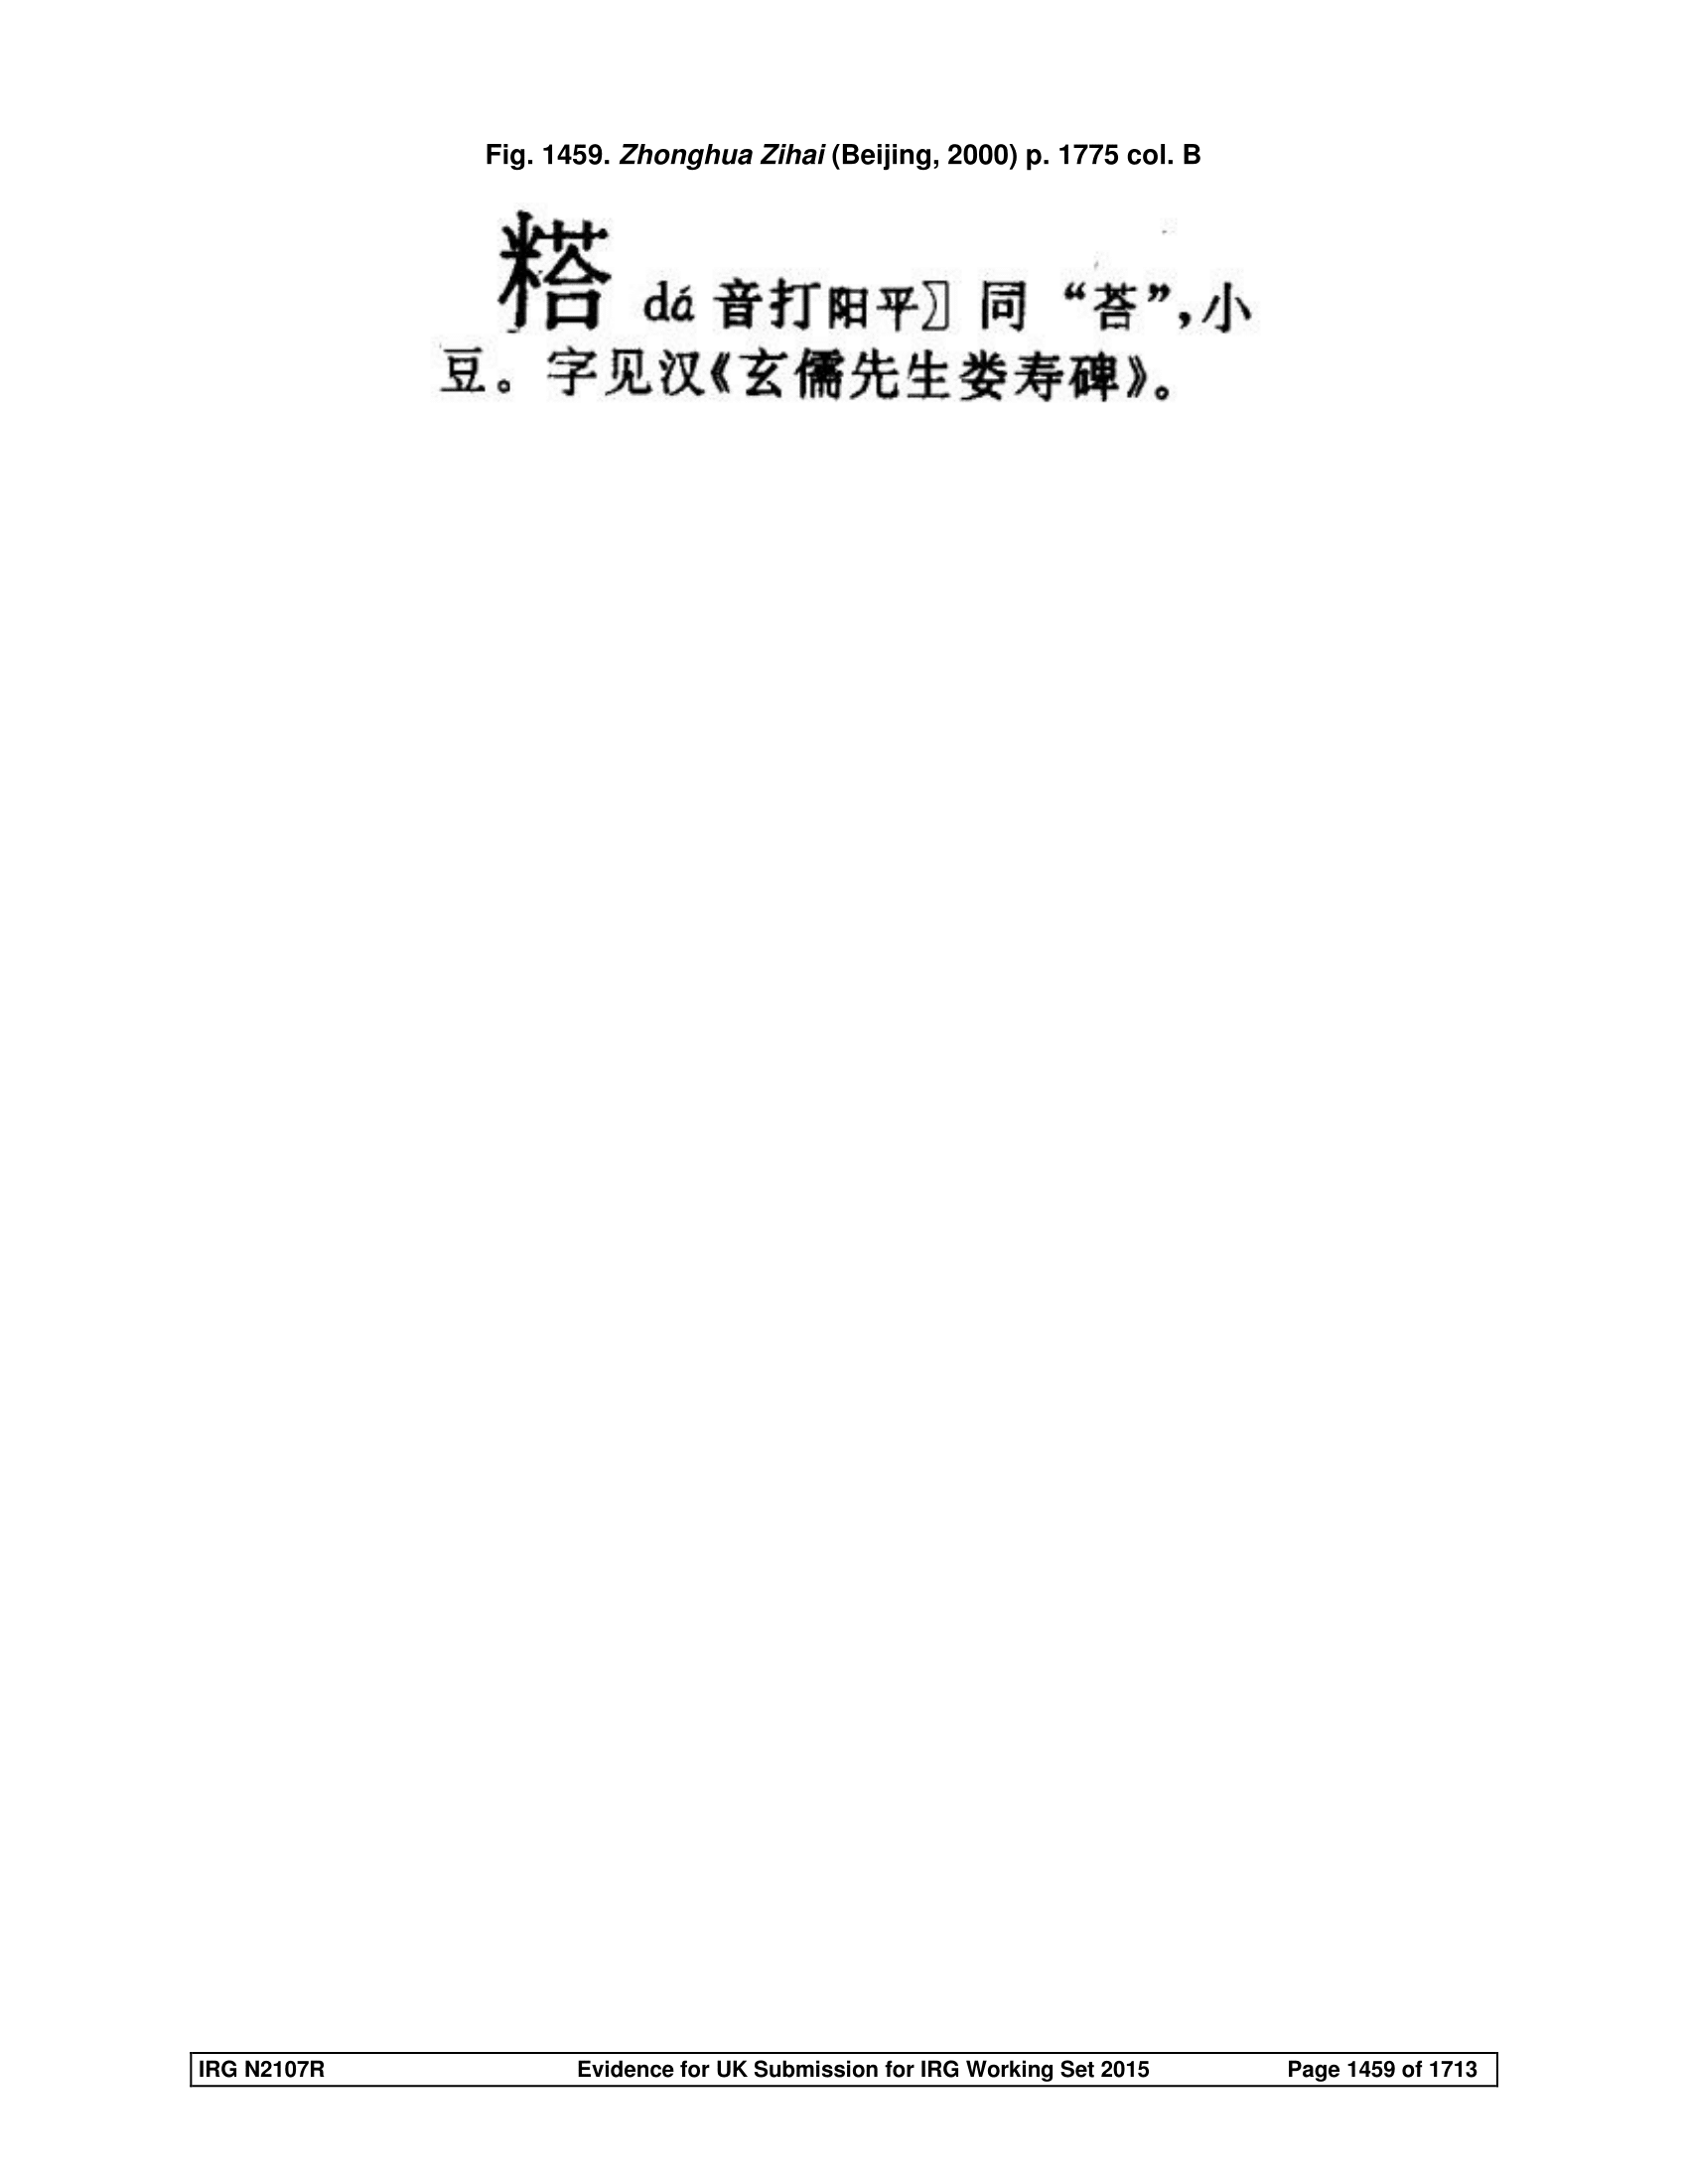 Fig. 1459. Zhonghua Zihai (Beijing, 2000) p. 1775 col. B
⿰米荅 dá 音打阳平〗同“荅”，小
豆。字见汉《玄儒先生娄寿碑》。
IRG N2107R Evidence for UK Submission for IRG Working Set 2015 Page 1459 of 1713